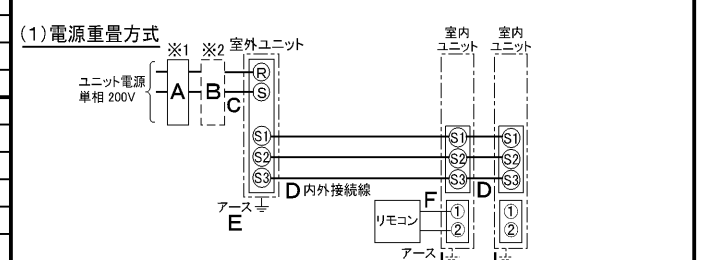 (1)電源重畳方式
※1 ※2 室外ユニット
室内
ユニット
室内
ユニット
ユニット電源
単相 200V
A B C
R
S
S1 S1 S1
S2 S2 S2
S3 S3 D S3
D 内外接続線
アース
E
F
リモコン
① ①
② ②
アース